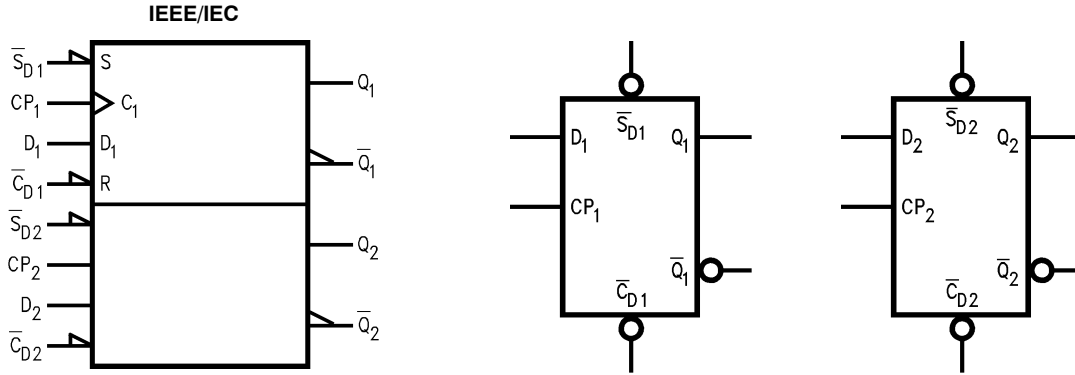 IEEE/IEC
S̅D1 S Q1
CP1 C1
D1 D1 Q̅1
C̅D1 R
S̅D2 Q2
CP2
D2 Q̅2
C̅D2
S̅D1
D1 Q1
CP1
Q̅1
C̅D1
S̅D2
D2 Q2
CP2
Q̅2
C̅D2